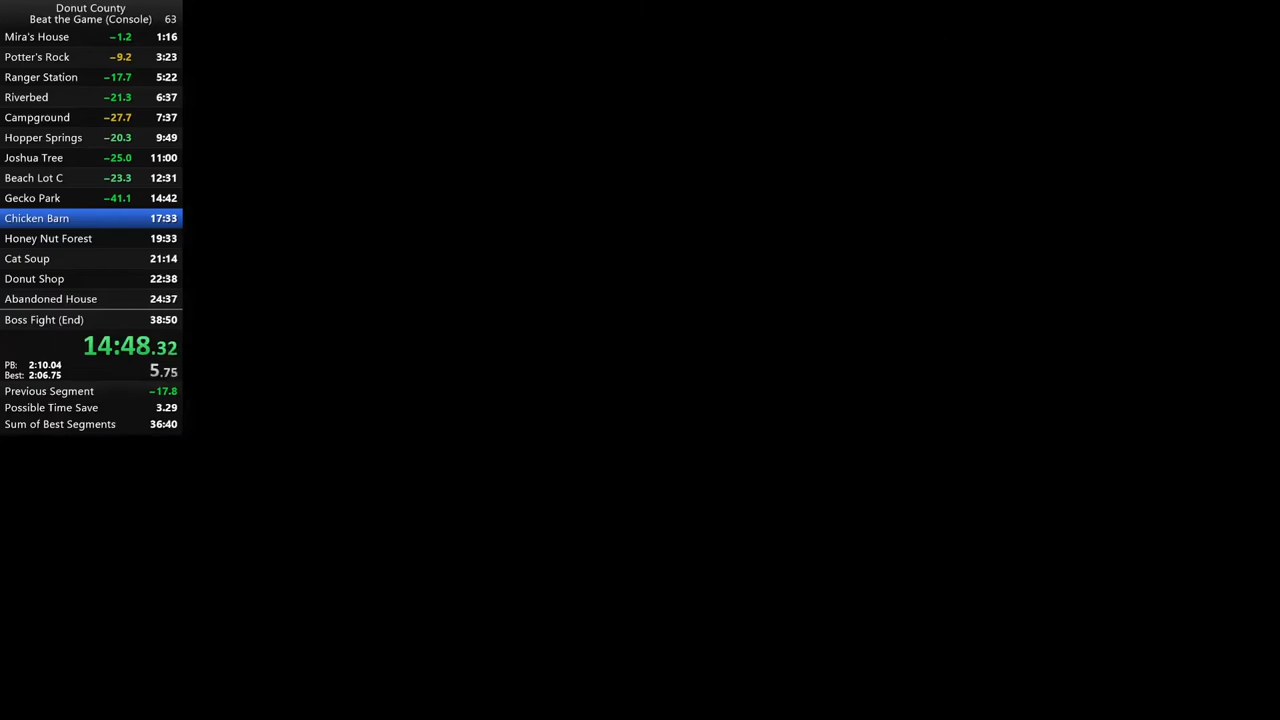 Donut County
Beat the Game (Console) 63
Mira's House −1.2 1:16
Potter's Rock −9.2 3:23
Ranger Station −17.7 5:22
Riverbed −21.3 6:37
Campground −27.7 7:37
Hopper Springs −20.3 9:49
Joshua Tree −25.0 11:00
Beach Lot C −23.3 12:31
Gecko Park −41.1 14:42
Chicken Barn 17:33
Honey Nut Forest 19:33
Cat Soup 21:14
Donut Shop 22:38
Abandoned House 24:37
Boss Fight (End) 38:50
14:48.32
PB: 2:10.04
Best: 2:06.75 5.75
Previous Segment −17.8
Possible Time Save 3.29
Sum of Best Segments 36:40